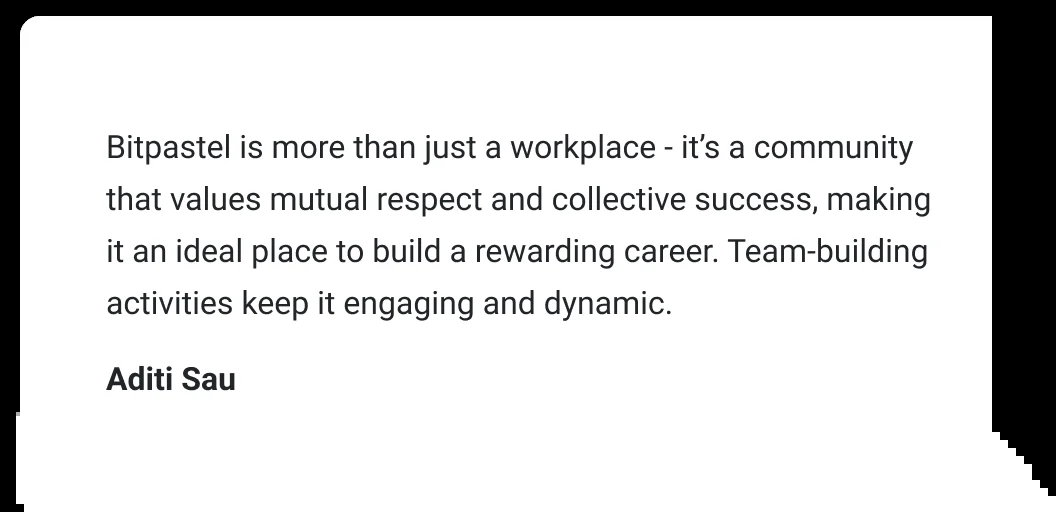 Bitpastel is more than just a workplace - it’s a community
that values mutual respect and collective success, making
it an ideal place to build a rewarding career. Team-building
activities keep it engaging and dynamic.
Aditi Sau